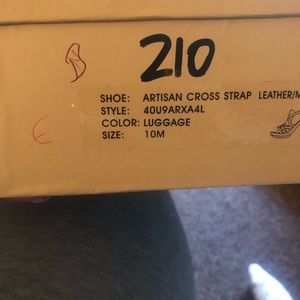 210
SHOE: ARTISAN CROSS STRAP LEATHER/M
STYLE: 40U9ARXA4L
COLOR: LUGGAGE
SIZE: 10M